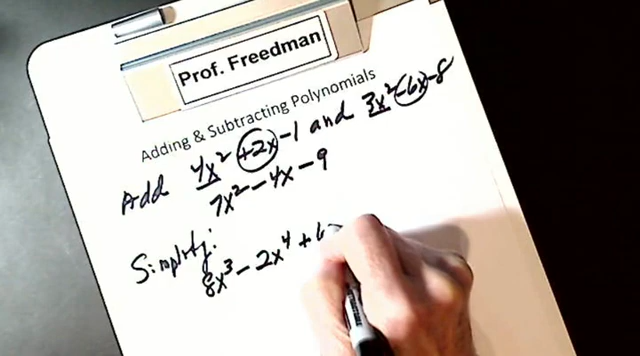 Prof. Freedman
Adding & Subtracting Polynomials
Add 4x² +2x -1 and 3x² -6x -8
7x² - 4x - 9
Simplify:
8x³ - 2x⁴ + 6